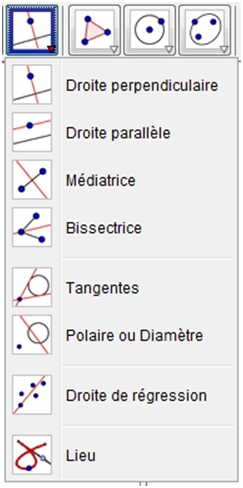 Droite perpendiculaire
Droite parallèle
Médiatrice
Bissectrice
Tangentes
Polaire ou Diamètre
Droite de régression
Lieu